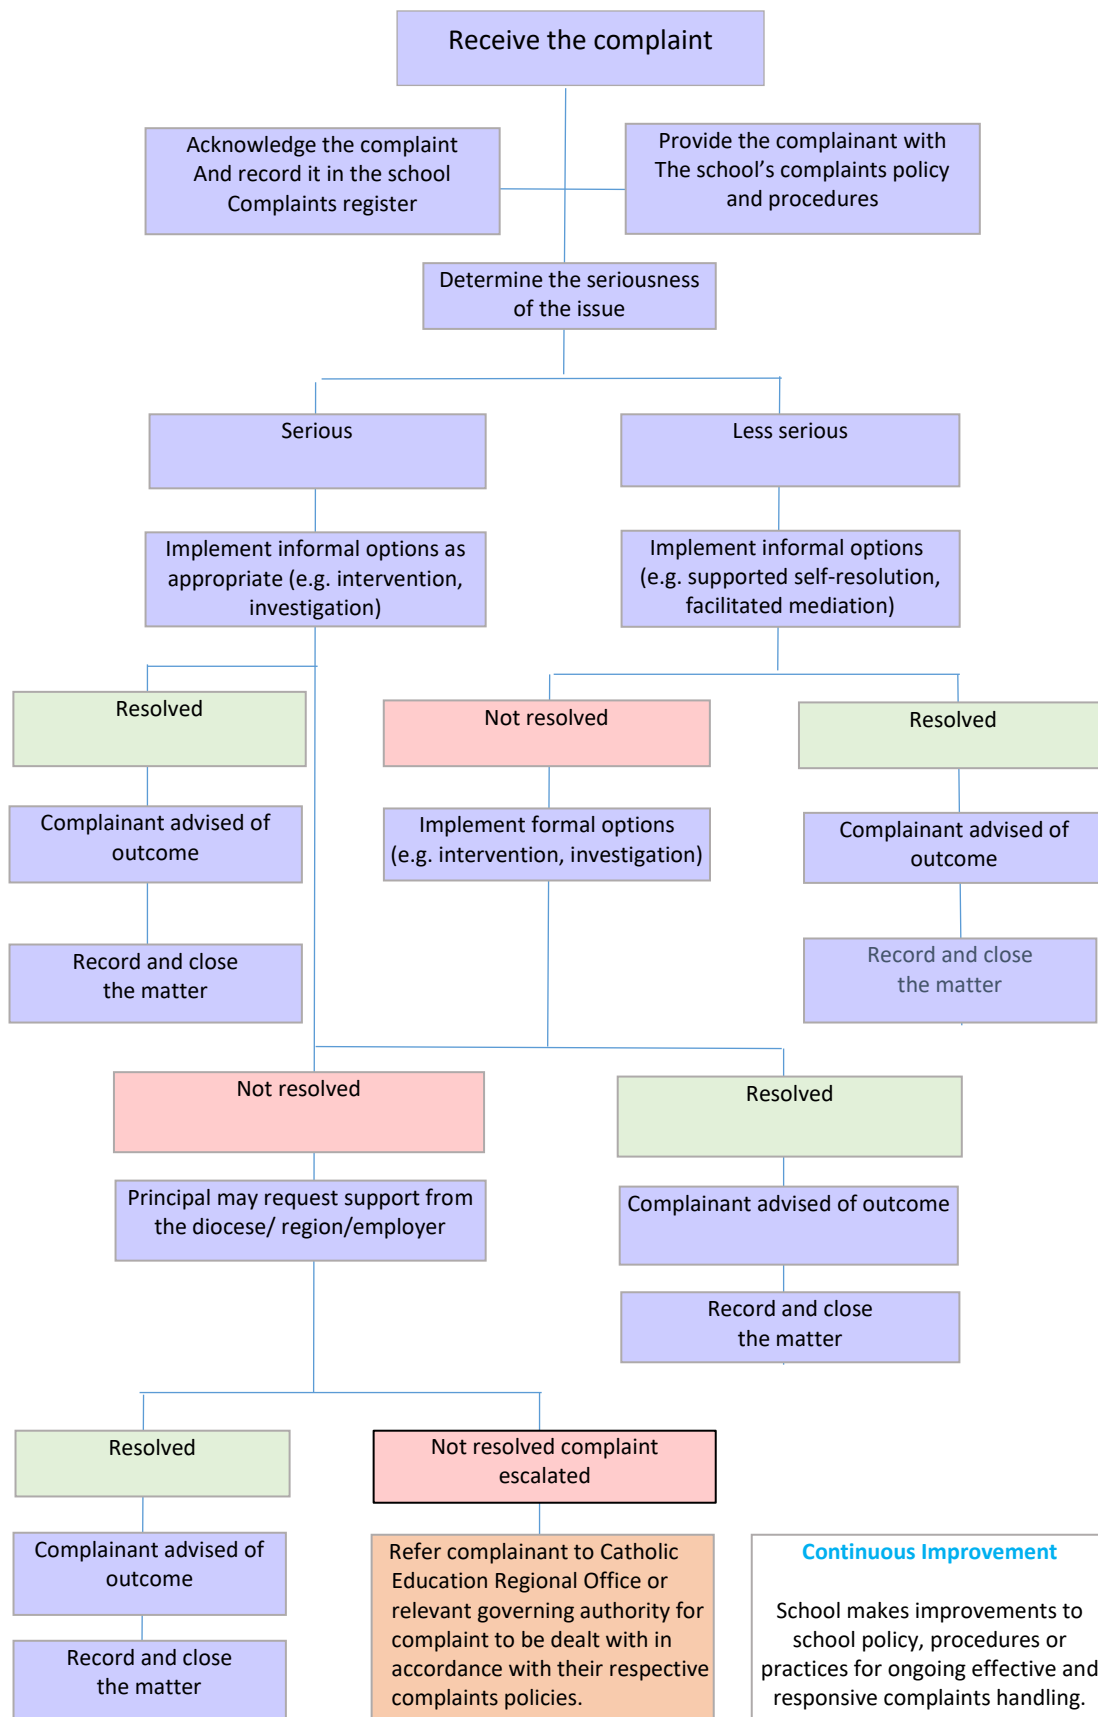 Receive the complaint
Acknowledge the complaint
And record it in the school
Complaints register
Provide the complainant with
The school’s complaints policy
and procedures
Determine the seriousness
of the issue
Serious
Less serious
Implement informal options as
appropriate (e.g. intervention,
investigation)
Implement informal options
(e.g. supported self-resolution,
facilitated mediation)
Resolved
Not resolved
Resolved
Complainant advised of
outcome
Implement formal options
(e.g. intervention, investigation)
Complainant advised of
outcome
Record and close
the matter
Record and close
the matter
Not resolved
Resolved
Principal may request support from
the diocese/ region/employer
Complainant advised of outcome
Record and close
the matter
Resolved
Not resolved complaint
escalated
Complainant advised of
outcome
Record and close
the matter
Refer complainant to Catholic
Education Regional Office or
relevant governing authority for
complaint to be dealt with in
accordance with their respective
complaints policies.
Continuous Improvement
School makes improvements to
school policy, procedures or
practices for ongoing effective and
responsive complaints handling.